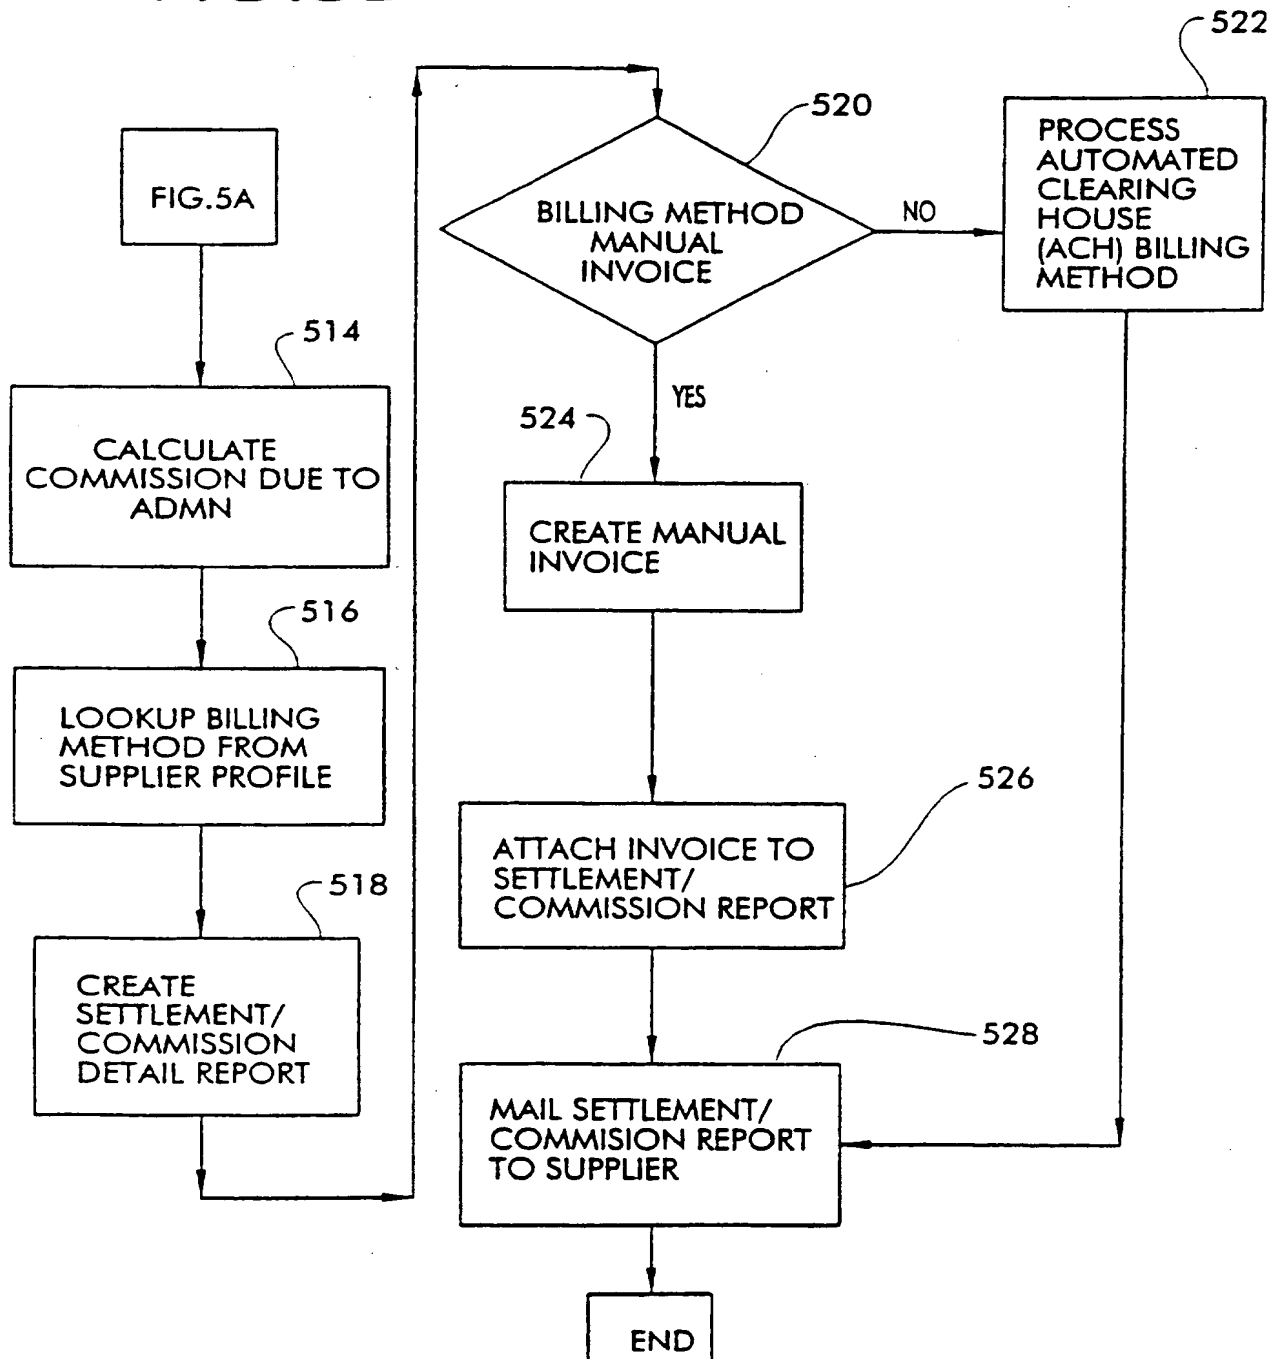 FIG.5A
514
CALCULATE
COMMISSION DUE TO
ADMN
516
LOOKUP BILLING
METHOD FROM
SUPPLIER PROFILE
518
CREATE
SETTLEMENT/
COMMISSION
DETAIL REPORT
520
BILLING METHOD
MANUAL
INVOICE
NO
522
PROCESS
AUTOMATED
CLEARING
HOUSE
(ACH) BILLING
METHOD
YES
524
CREATE MANUAL
INVOICE
526
ATTACH INVOICE TO
SETTLEMENT/
COMMISSION REPORT
528
MAIL SETTLEMENT/
COMMISION REPORT
TO SUPPLIER
END